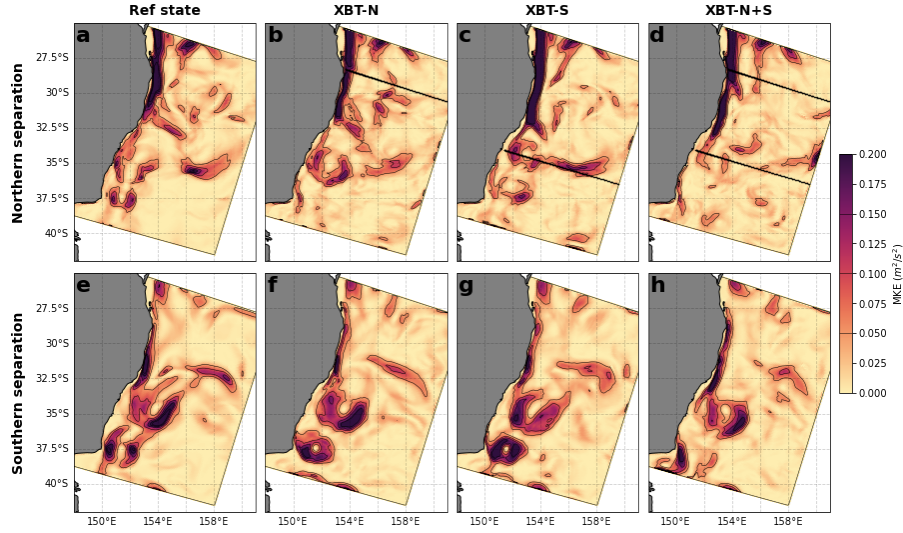 Ref state XBT-N XBT-S XBT-N+S
a b c d
Northern separation
27.5°S
30°S
32.5°S
35°S
37.5°S
40°S
e f g h
Southern separation
27.5°S
30°S
32.5°S
35°S
37.5°S
40°S
150°E 154°E 158°E 150°E 154°E 158°E 150°E 154°E 158°E 150°E 154°E 158°E
0.200
0.175
0.150
0.125
0.100
0.075
0.050
0.025
0.000
MKE (m²/s²)